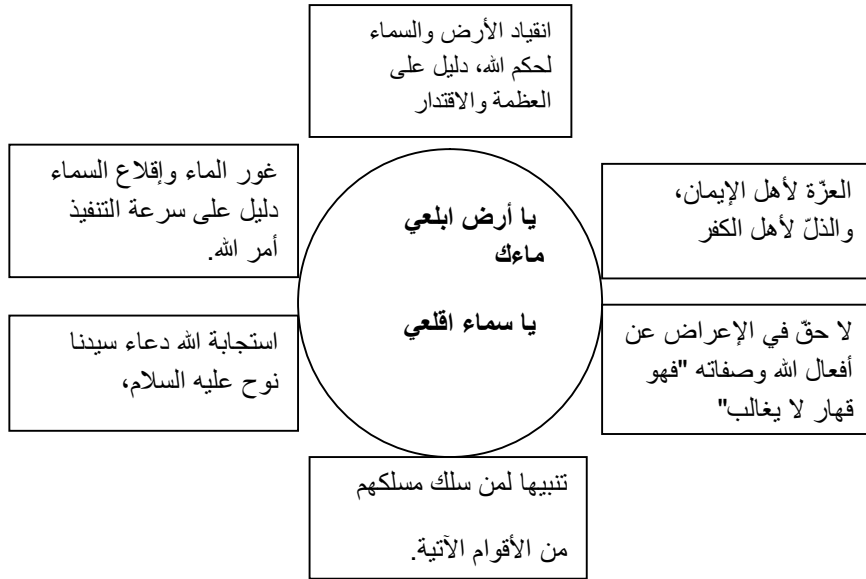 انقياد الأرض والسماء
لحكم الله، دليل على
العظمة والاقتدار
العزّة لأهل الإيمان،
والذلّ لأهل الكفر
غور الماء وإقلاع السماء
دليل على سرعة التنفيذ
أمر الله.
يا أرض ابلعي
ماءك
يا سماء اقلعي
لا حقّ في الإعراض عن
أفعال الله وصفاته "فهو
قهار لا يغالب"
استجابة الله دعاء سيدنا
نوح عليه السلام،
تنبيها لمن سلك مسلكهم
من الأقوام الآتية.